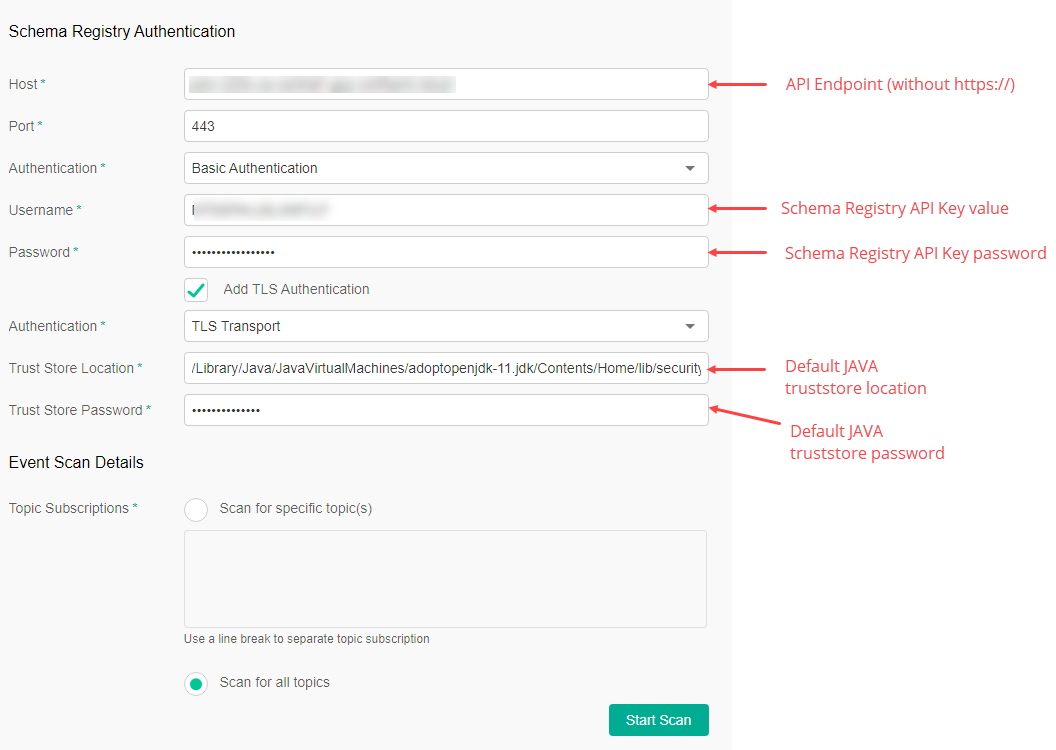 Schema Registry Authentication
Host *
API Endpoint (without https://)
Port *
443
Authentication *
Basic Authentication
Username *
Schema Registry API Key value
Password *
••••••••••••••••
Schema Registry API Key password
Add TLS Authentication
Authentication *
TLS Transport
Trust Store Location *
/Library/Java/JavaVirtualMachines/adoptopenjdk-11.jdk/Contents/Home/lib/security
Default JAVA
truststore location
Trust Store Password *
••••••••••••••
Default JAVA
truststore password
Event Scan Details
Topic Subscriptions *
Scan for specific topic(s)
Use a line break to separate topic subscription
Scan for all topics
Start Scan